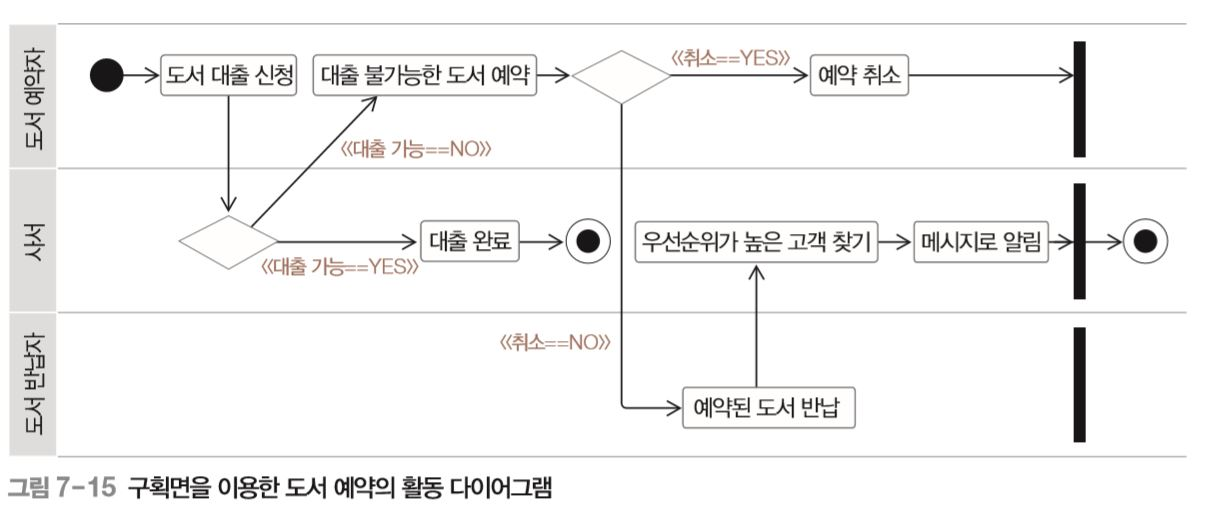 도서 예약자
도서 대출 신청
대출 불가능한 도서 예약
《취소==YES》
예약 취소
《대출 가능==NO》
사서
대출 완료
우선순위가 높은 고객 찾기
메시지로 알림
《대출 가능==YES》
도서 반납자
《취소==NO》
예약된 도서 반납
그림 7-15 구획면을 이용한 도서 예약의 활동 다이어그램